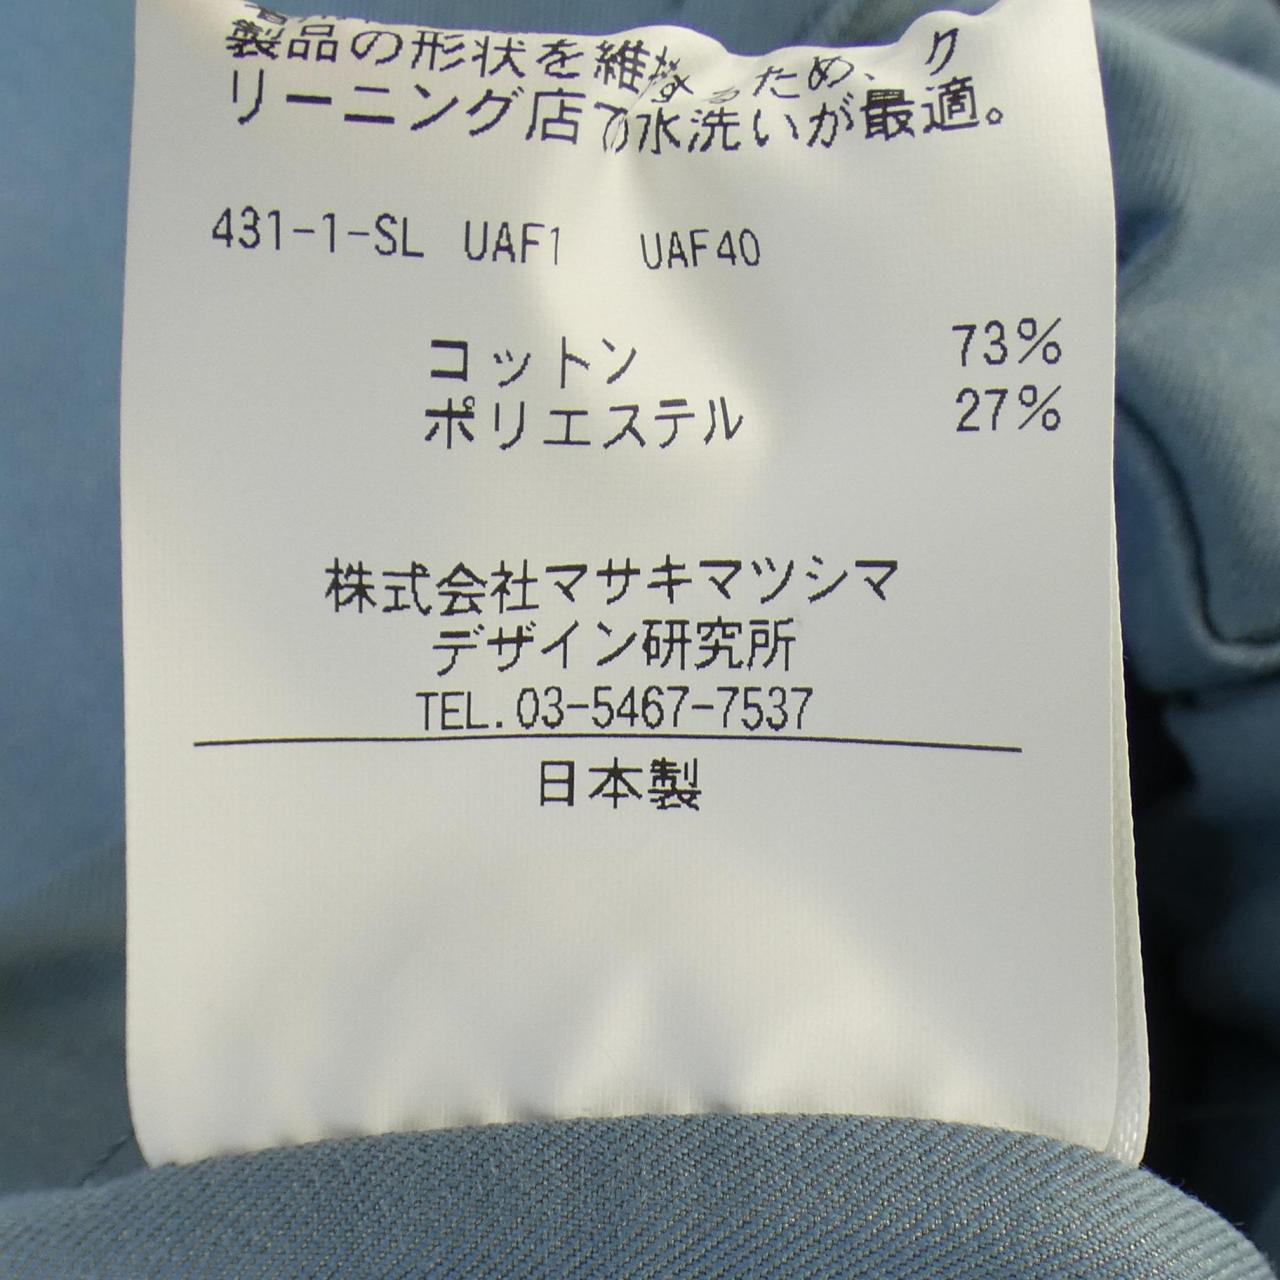 製品の形状を維持するため、ク
リーニング店での水洗いが最適。
431-1-SL UAF1 UAF40
コットン 73%
ポリエステル 27%
株式会社マサキマツシマ
デザイン研究所
TEL.03-5467-7537
日本製